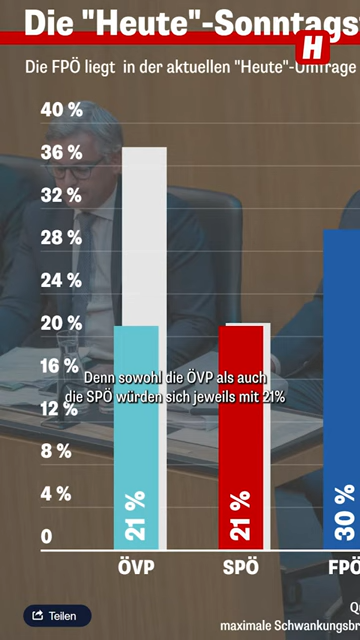 Die "Heute"-Sonntags
H
Die FPÖ liegt in der aktuellen "Heute"-Umfrage
40 %
36 %
32 %
28 %
24 %
20 %
16 %
12 %
8 %
4 %
0
Denn sowohl die ÖVP als auch
die SPÖ würden sich jeweils mit 21%
21 %
21 %
30 %
ÖVP
SPÖ
FPÖ
Teilen
maximale Schwankungsbr